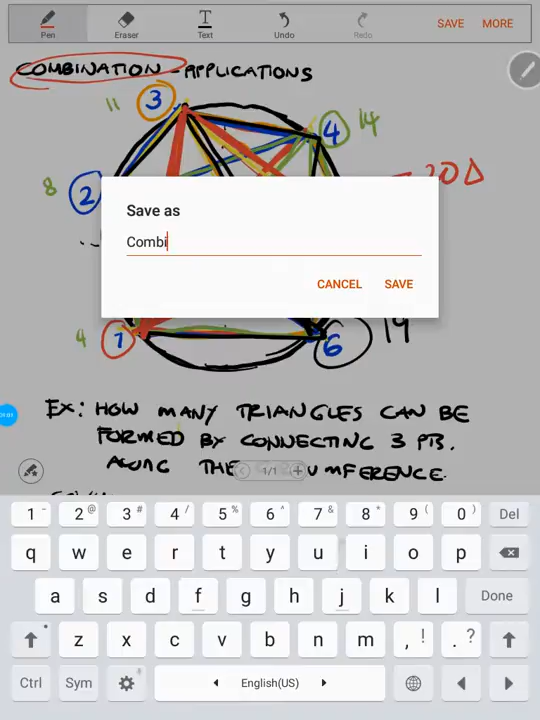 Pen Eraser Text Undo Redo SAVE MORE
COMBINATION - APPLICATIONS
11 3 4 14
8 2 20 Δ
Save as
Combi
CANCEL SAVE
4 1 6 19
EX: HOW MANY TRIANGLES CAN BE
FORMED BY CONNECTING 3 PTS.
ALONG THE UMFERENCE.
1/1
1 - 2 @ 3 # 4 / 5 % 6 ^ 7 & 8 * 9 ( 0 ) Del
q w e r t y u i o p
a s d f g h j k l Done
z x c v b n m , ! . ?
Ctrl Sym English(US)